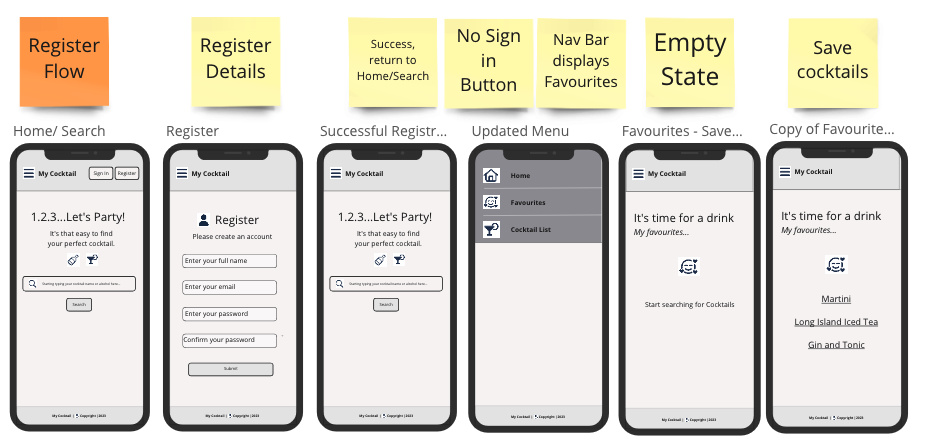 Register
Flow
Register
Details
Success,
return to
Home/Search
No Sign
in
Button
Nav Bar
displays
Favourites
Empty
State
Save
cocktails
Home/ Search
Register
Successful Registr...
Updated Menu
Favourites - Save...
Copy of Favourite...
My Cocktail
Sign In
Register
1.2.3...Let's Party!
It's that easy to find
your perfect cocktail.
Starting typing your cocktail name or alcohol here...
Search
My Cocktail | Copyright |2023
My Cocktail
Register
Please create an account
Enter your full name
Enter your email
Enter your password
Confirm your password
Submit
My Cocktail | Copyright |2023
My Cocktail
1.2.3...Let's Party!
It's that easy to find
your perfect cocktail.
Starting typing your cocktail name or alcohol here...
Search
My Cocktail | Copyright |2023
Home
Favourites
Cocktail List
My Cocktail | Copyright |2023
My Cocktail
It's time for a drink
My favourites...
Start searching for Cocktails
My Cocktail | Copyright |2023
My Cocktail
It's time for a drink
My favourites...
Martini
Long Island Iced Tea
Gin and Tonic
My Cocktail | Copyright |2023